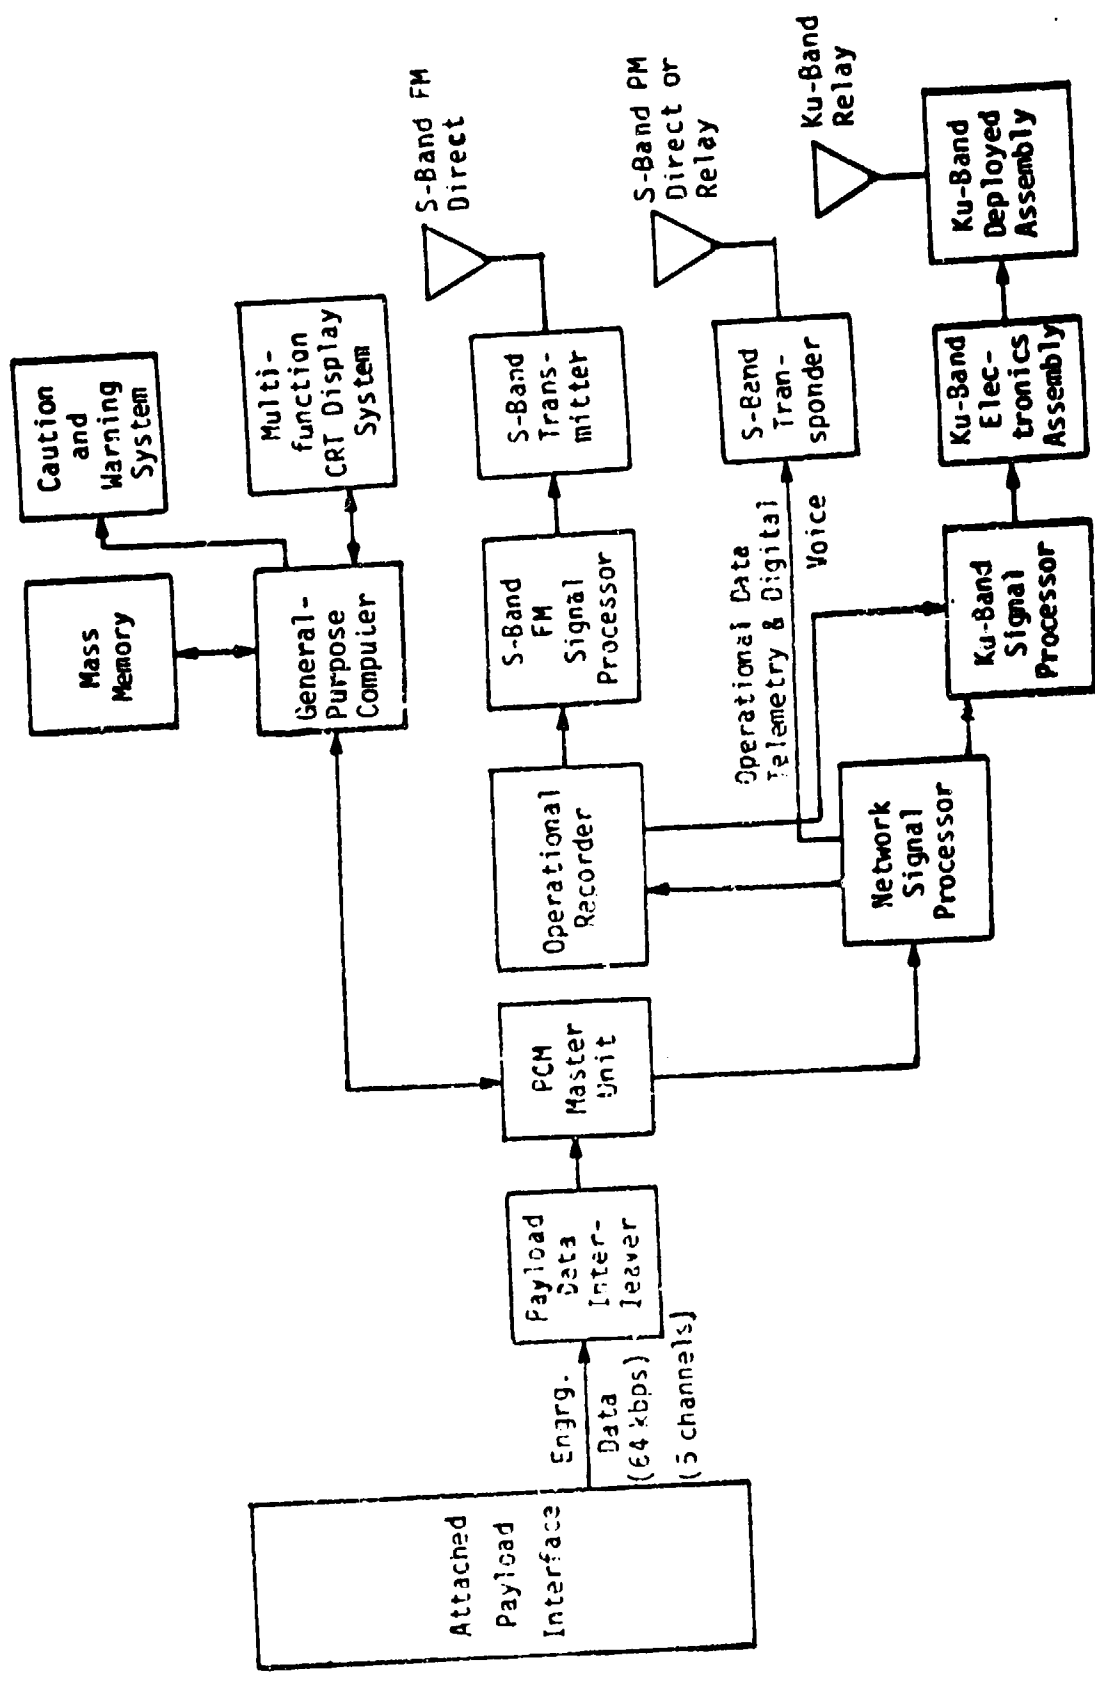 Attached
Payload
Interface
Engrg.
Data
(64 kbps)
(5 channels)
Payload
Data
Inter-
leaver
PCM
Master
Unit
Mass
Memory
Caution
and
Warning
System
General-
Purpose
Computer
Multi-
function
CRT Display
System
Operational
Recorder
S-Band
FM
Signal
Processor
S-Band
Trans-
mitter
S-Band FM
Direct
Operational Data
Telemetry & Digital
Voice
S-Band
Tran-
sponder
S-Band PM
Direct or
Relay
Network
Signal
Processor
Ku-Band
Signal
Processor
Ku-Band
Elec-
tronics
Assembly
Ku-Band
Deployed
Assembly
Ku-Band
Relay